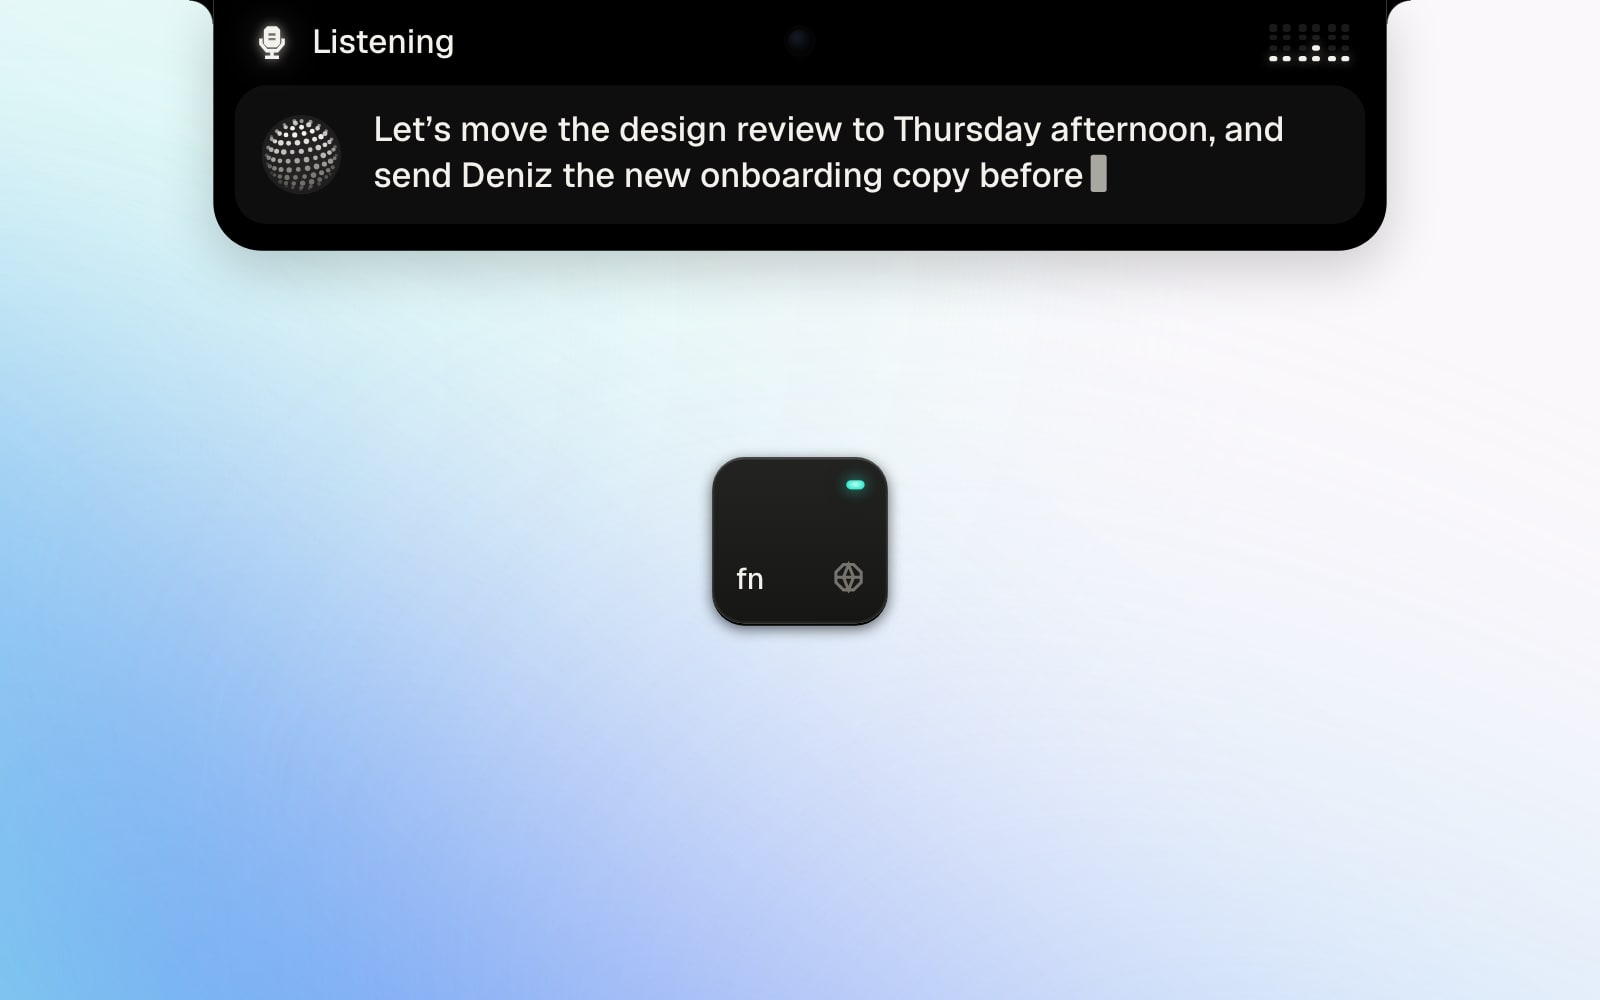 Listening
Let’s move the design review to Thursday afternoon, and
send Deniz the new onboarding copy before
fn